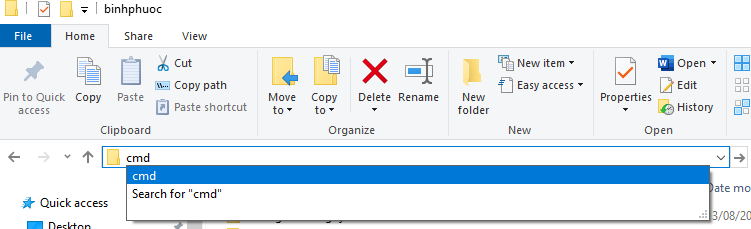 binhphuoc
File Home Share View
Pin to Quick access
Copy
Paste
Cut
Copy path
Paste shortcut
Clipboard
Move to
Copy to
Delete
Rename
Organize
New folder
New item
Easy access
New
Properties
Open
Edit
History
Open
cmd
cmd
Search for "cmd"
Quick access
Desktop
Date mo
3/08/20